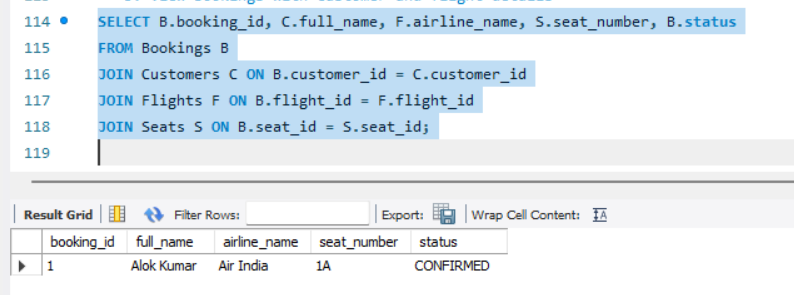 114 SELECT B.booking_id, C.full_name, F.airline_name, S.seat_number, B.status
115 FROM Bookings B
116 JOIN Customers C ON B.customer_id = C.customer_id
117 JOIN Flights F ON B.flight_id = F.flight_id
118 JOIN Seats S ON B.seat_id = S.seat_id;
119
Result Grid Filter Rows: Export: Wrap Cell Content: IA
booking_id full_name airline_name seat_number status
1 Alok Kumar Air India 1A CONFIRMED